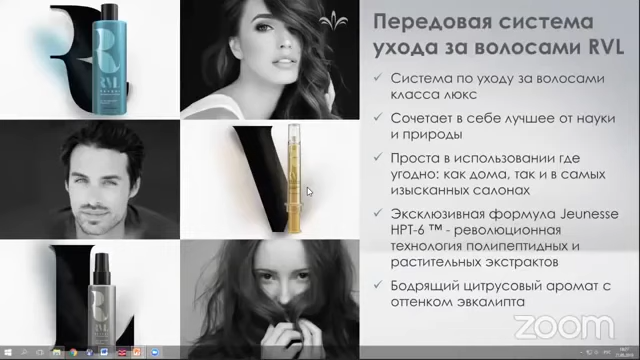 Передовая система
ухода за волосами RVL
Система по уходу за волосами
класса люкс
Сочетает в себе лучшее от науки
и природы
Проста в использовании где
угодно: как дома, так и в самых
изысканных салонах
Эксклюзивная формула Jeunesse
HPT-6 ™ - революционная
технология полипептидных и
растительных экстрактов
Бодрящий цитрусовый аромат с
оттенком эвкалипта
RVL
RVL
zoom